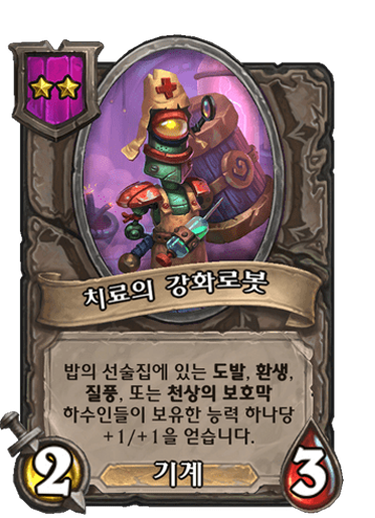 치료의 강화로봇
밥의 선술집에 있는 도발, 환생,
질풍, 또는 천상의 보호막
하수인들이 보유한 능력 하나당
+1/+1을 얻습니다.
2
기계
3